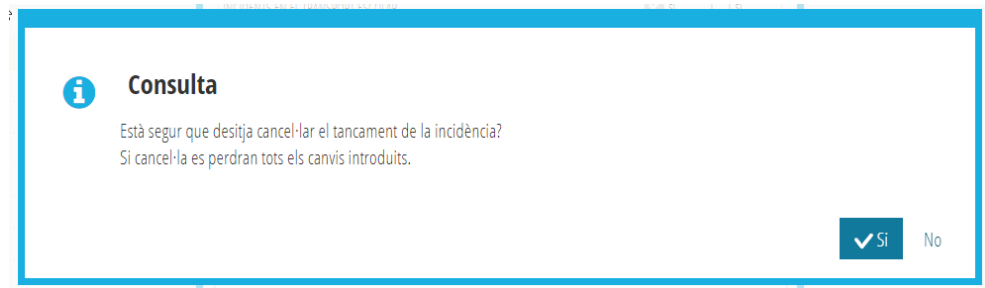 Consulta
Està segur que desitja cancel·lar el tancament de la incidència?
Si cancel·la es perdran tots els canvis introduits.
Si
No